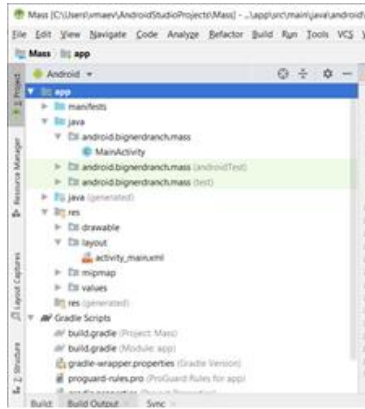 Mass [C:\Users\vmaev\AndroidStudioProjects\Mass] - ...\app\src\main\java\android\
File Edit View Navigate Code Analyze Refactor Build Run Tools VCS
Mass app
Android
app
manifests
java
android.bignerdranch.mass
MainActivity
android.bignerdranch.mass (androidTest)
android.bignerdranch.mass (test)
java (generated)
res
drawable
layout
activity_main.xml
mipmap
values
res (generated)
Gradle Scripts
build.gradle (Project: Mass)
build.gradle (Module: app)
gradle-wrapper.properties (Gradle Version)
proguard-rules.pro (ProGuard Rules for app)
1: Project
Resource Manager
Layout Captures
Z: Structure
Build: Build Output × Sync ×